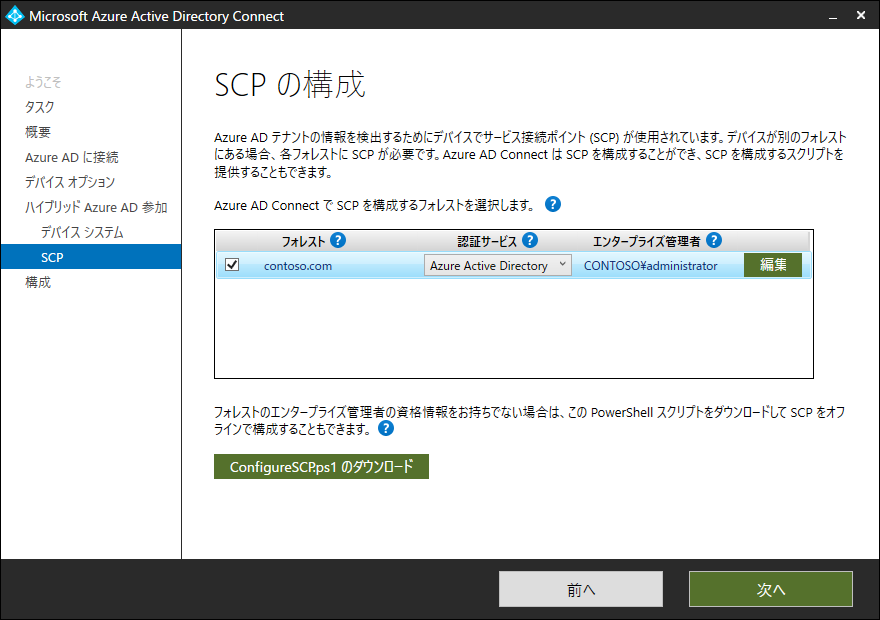 Microsoft Azure Active Directory Connect
ようこそ
タスク
概要
Azure AD に接続
デバイス オプション
ハイブリッド Azure AD 参加
デバイス システム
SCP
構成
SCP の構成
Azure AD テナントの情報を検出するためにデバイスでサービス接続ポイント (SCP) が使用されています。デバイスが別のフォレスト
にある場合、各フォレストに SCP が必要です。Azure AD Connect は SCP を構成することができ、SCP を構成するスクリプトを
提供することもできます。
Azure AD Connect で SCP を構成するフォレストを選択します。 ?
フォレスト ? 認証サービス ? エンタープライズ管理者 ?
contoso.com Azure Active Directory CONTOSO¥administrator 編集
フォレストのエンタープライズ管理者の資格情報をお持ちでない場合は、この PowerShell スクリプトをダウンロードして SCP をオフ
ラインで構成することもできます。 ?
ConfigureSCP.ps1 のダウンロード
前へ 次へ